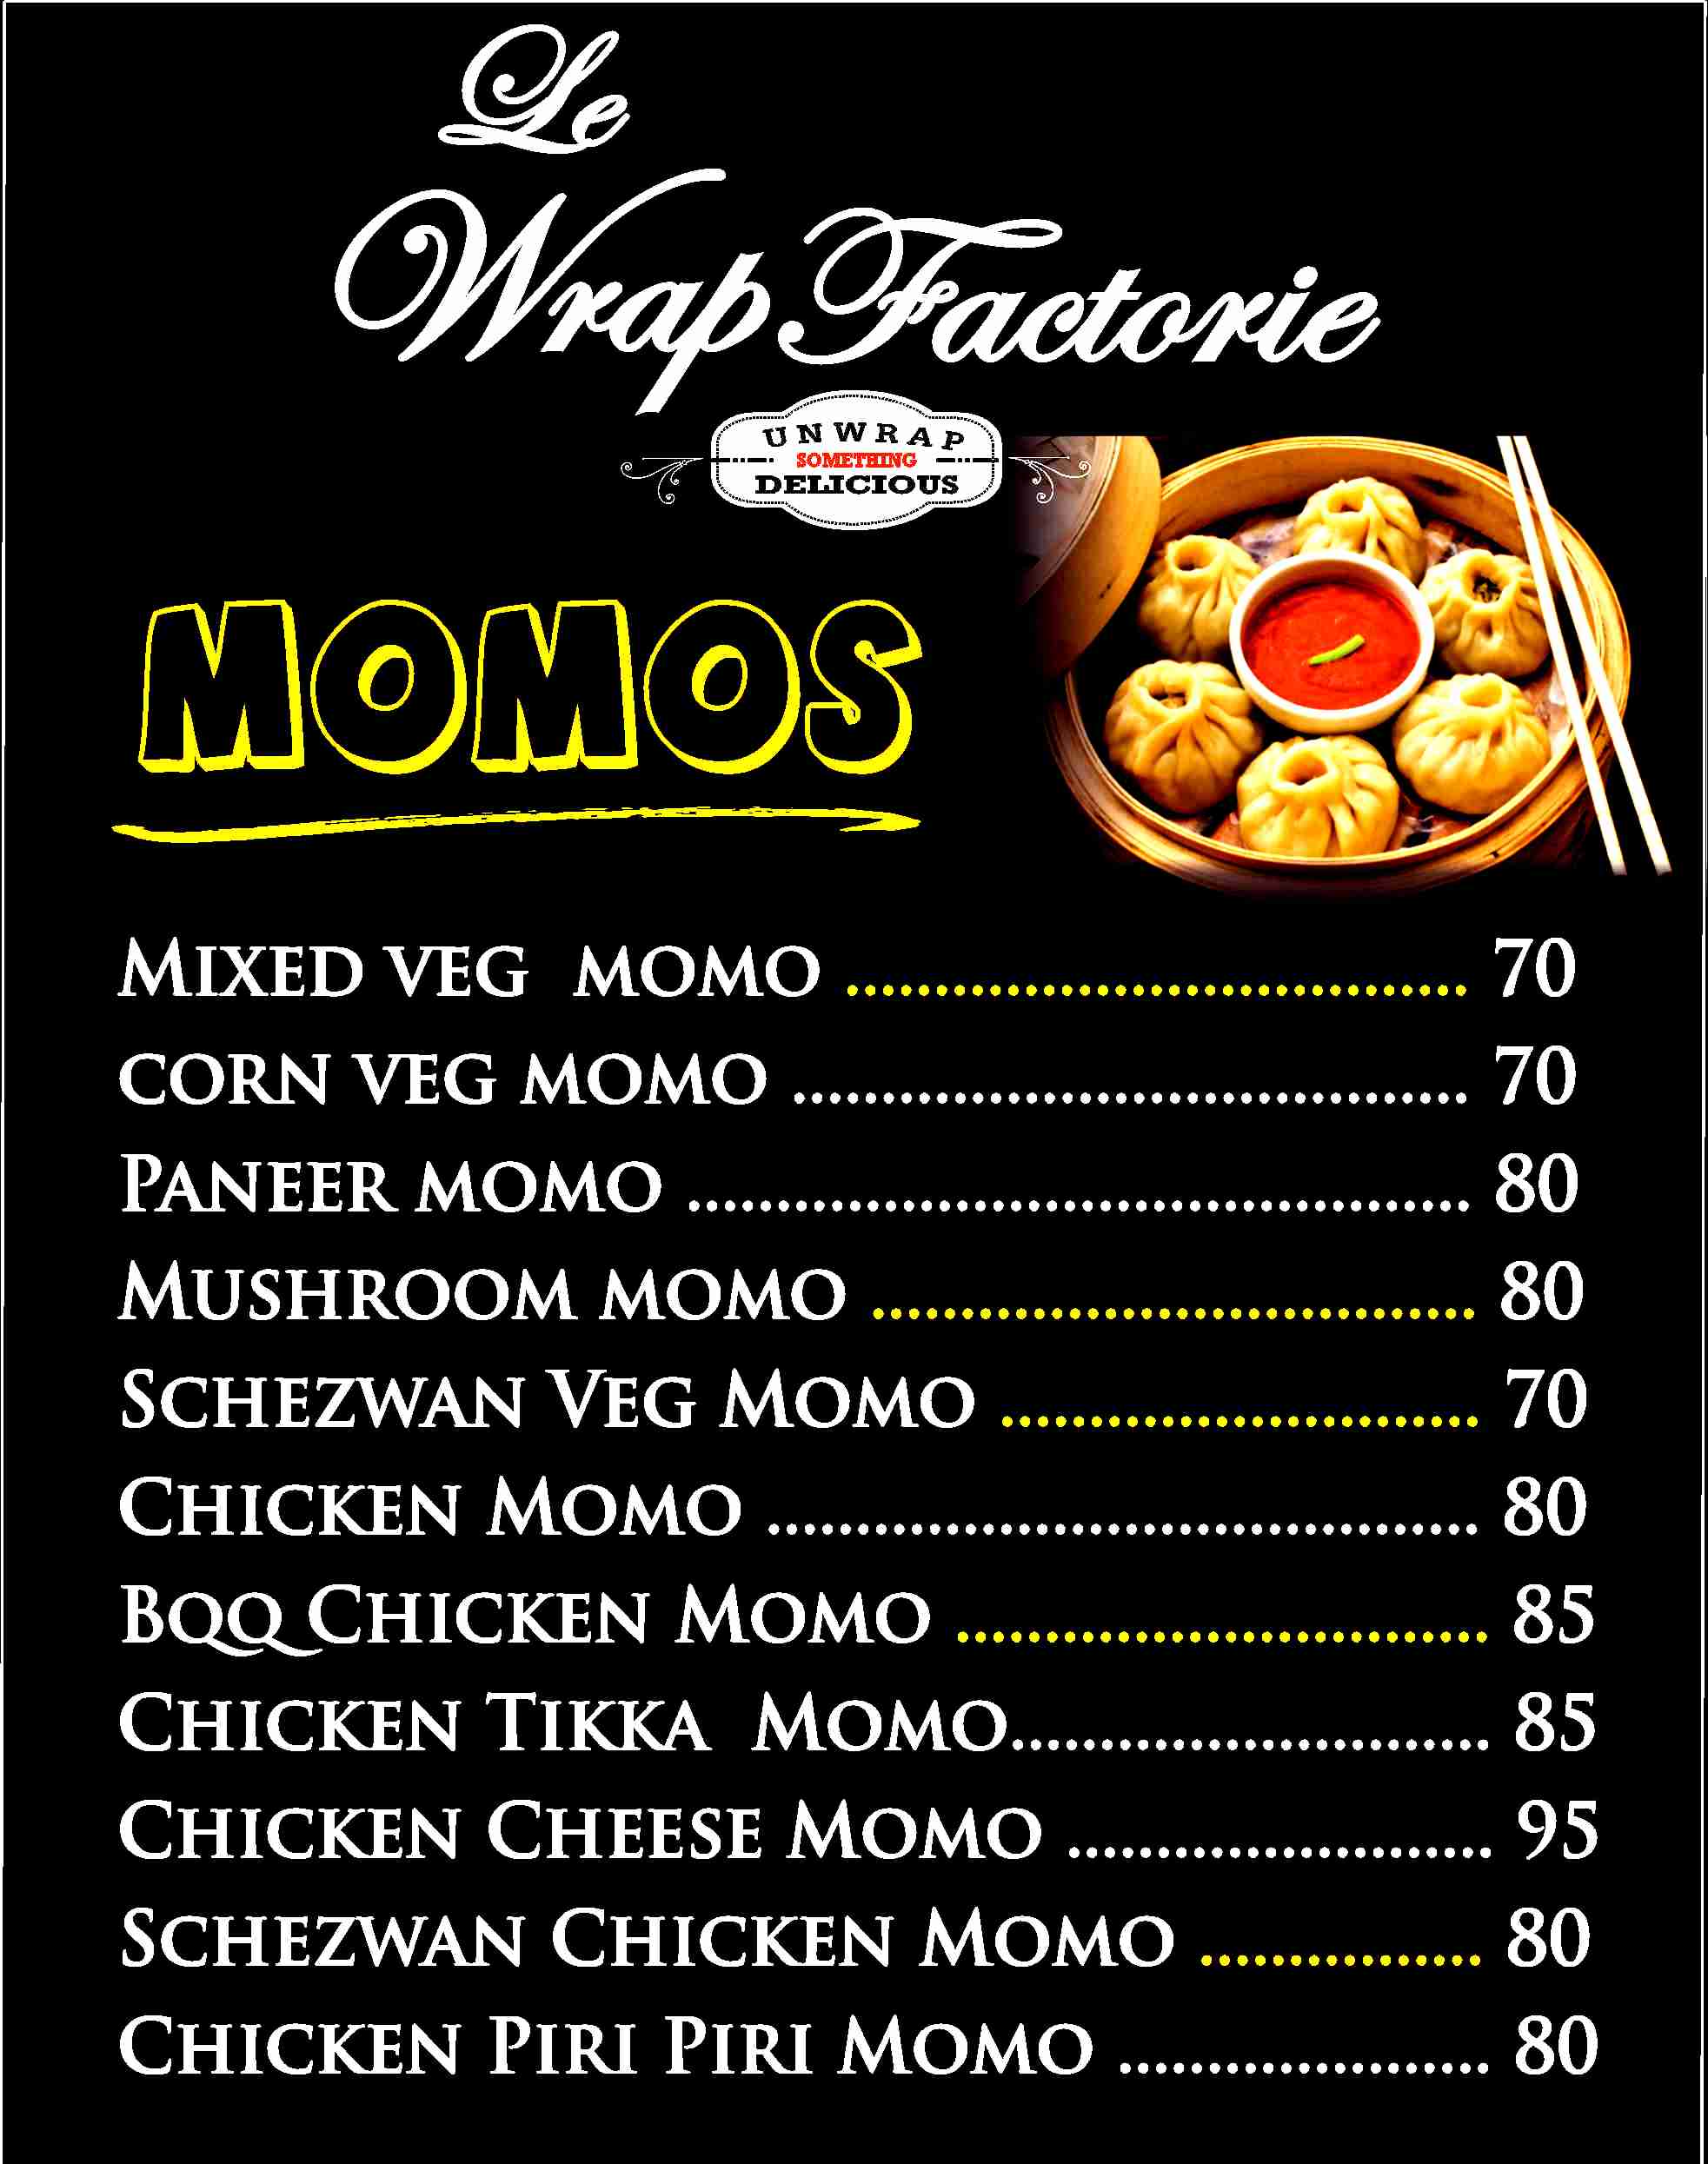 Le
Wrap Factorie
UNWRAP
SOMETHING
DELICIOUS
MOMOS
MIXED VEG MOMO ................................... 70
CORN VEG MOMO ...................................... 70
PANEER MOMO ............................................ 80
MUSHROOM MOMO .................................. 80
SCHEZWAN VEG MOMO ........................... 70
CHICKEN MOMO ........................................ 80
BQQ CHICKEN MOMO .............................. 85
CHICKEN TIKKA MOMO........................... 85
CHICKEN CHEESE MOMO ........................ 95
SCHEZWAN CHICKEN MOMO ................ 80
CHICKEN PIRI PIRI MOMO ..................... 80